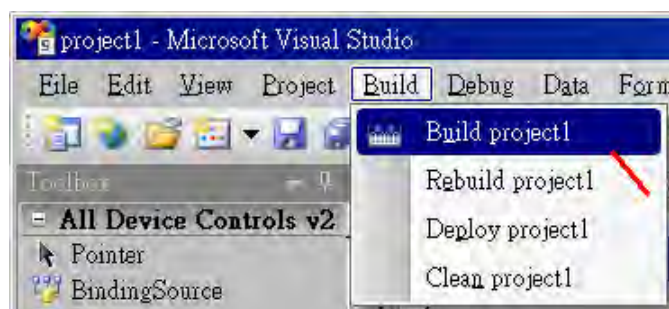 project1 - Microsoft Visual Studio
File Edit View Project Build Debug Data Form
Build project1
Rebuild project1
Toolbox
Deploy project1
All Device Controls v2
Clean project1
Pointer
BindingSource